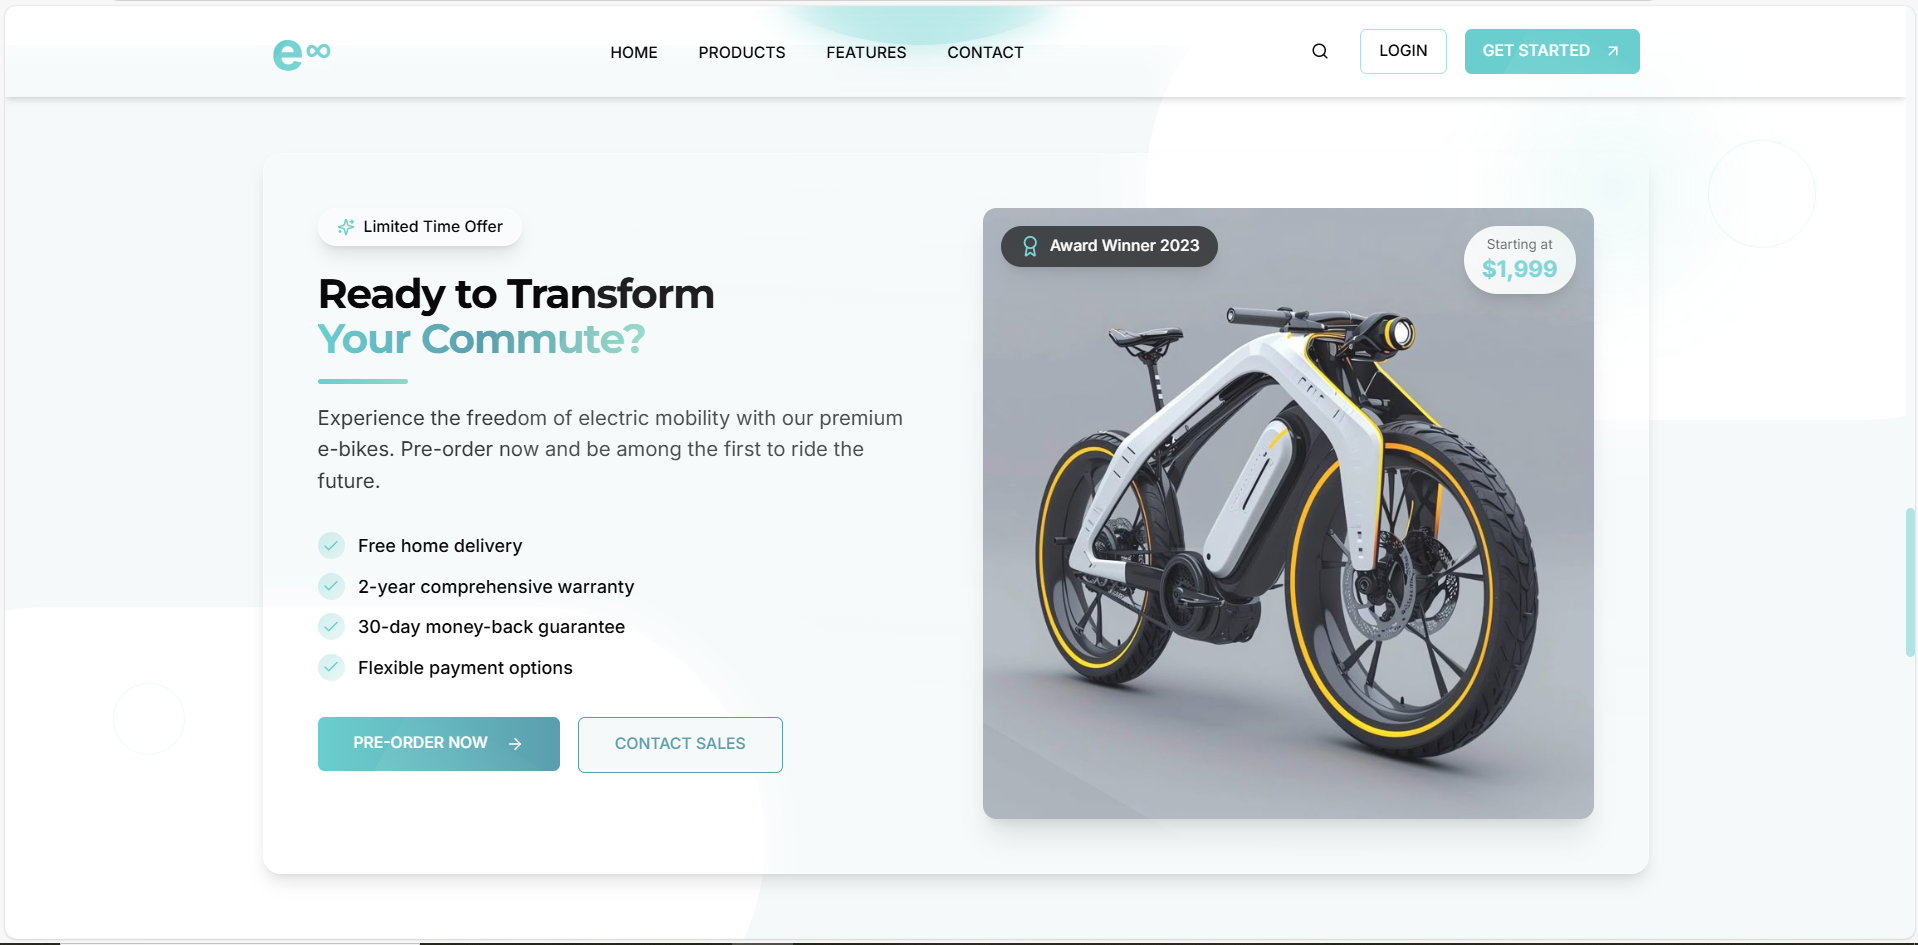 e∞
HOME
PRODUCTS
FEATURES
CONTACT
LOGIN
GET STARTED
Limited Time Offer
Ready to Transform
Your Commute?
Experience the freedom of electric mobility with our premium
e-bikes. Pre-order now and be among the first to ride the
future.
Free home delivery
2-year comprehensive warranty
30-day money-back guarantee
Flexible payment options
PRE-ORDER NOW
CONTACT SALES
Award Winner 2023
Starting at
$1,999